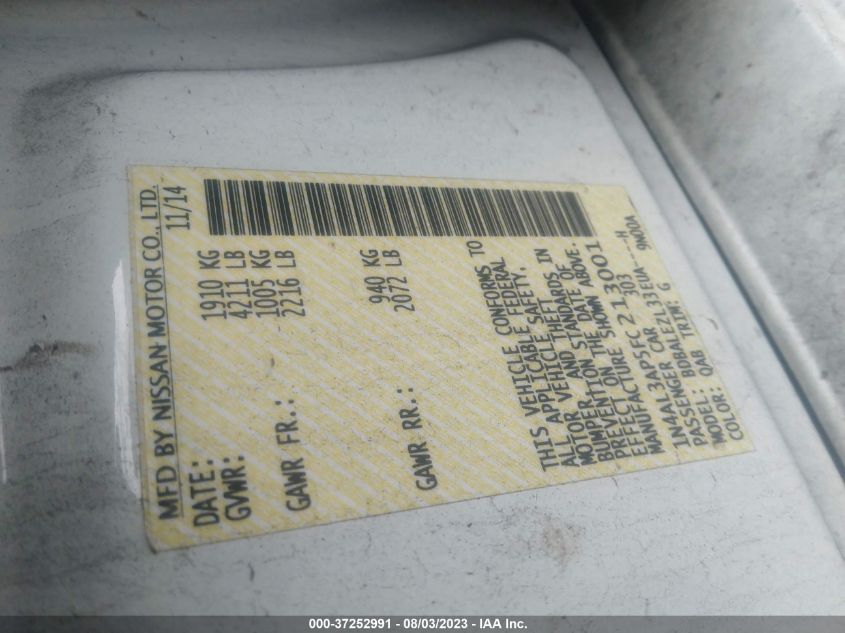 MFD BY NISSAN MOTOR CO., LTD.
DATE: 11/14
GVWR: 1910 KG
4211 LB
GAWR FR.: 1005 KG
2216 LB
GAWR RR.: 940 KG
2072 LB
THIS VEHICLE CONFORMS TO
ALL APPLICABLE FEDERAL
MOTOR VEHICLE SAFETY,
BUMPER, AND THEFT
PREVENTION STANDARDS IN
EFFECT ON THE DATE OF
MANUFACTURE SHOWN ABOVE.
1N4AL3AP5FC213001
PASSENGER CAR 303
MODEL: BDBALEZL33EUA----H
COLOR: QAB TRIM: G 9N00A
000-37252991 - 08/03/2023 - IAA Inc.